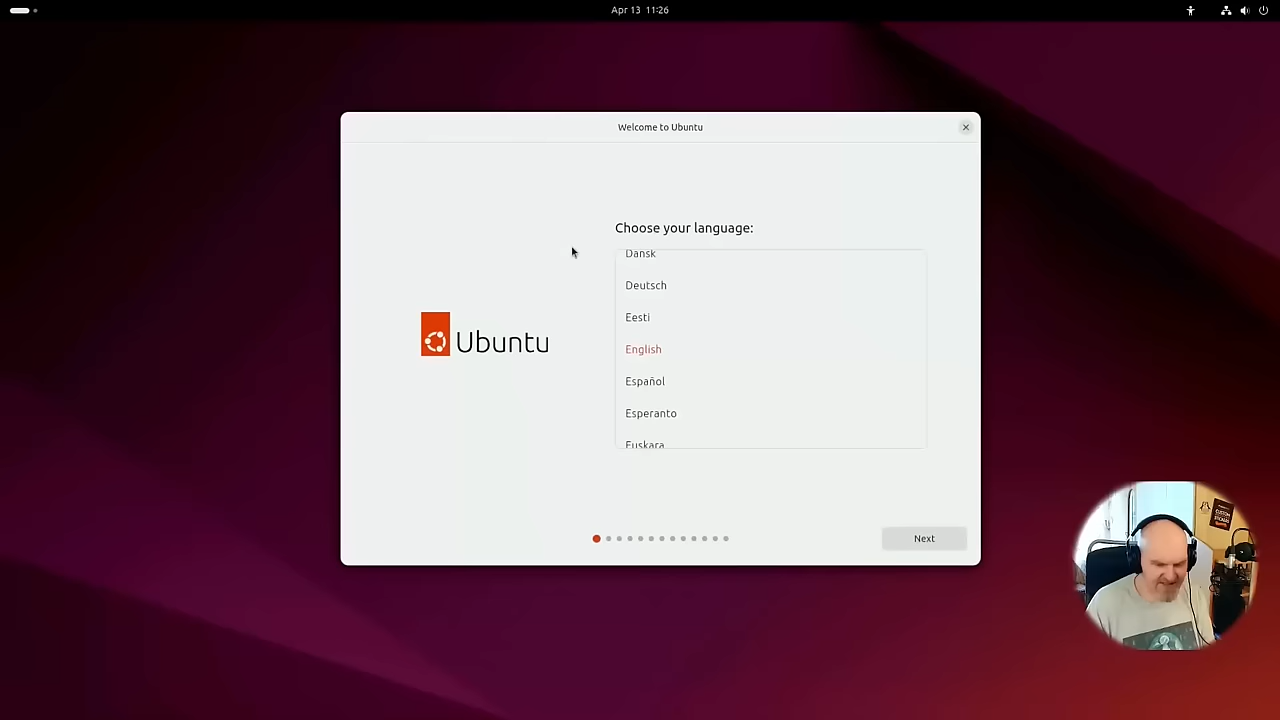 Apr 13 11:26
Welcome to Ubuntu
Choose your language:
Dansk
Deutsch
Eesti
English
Español
Esperanto
Euskara
Ubuntu
Next
CUSTOM